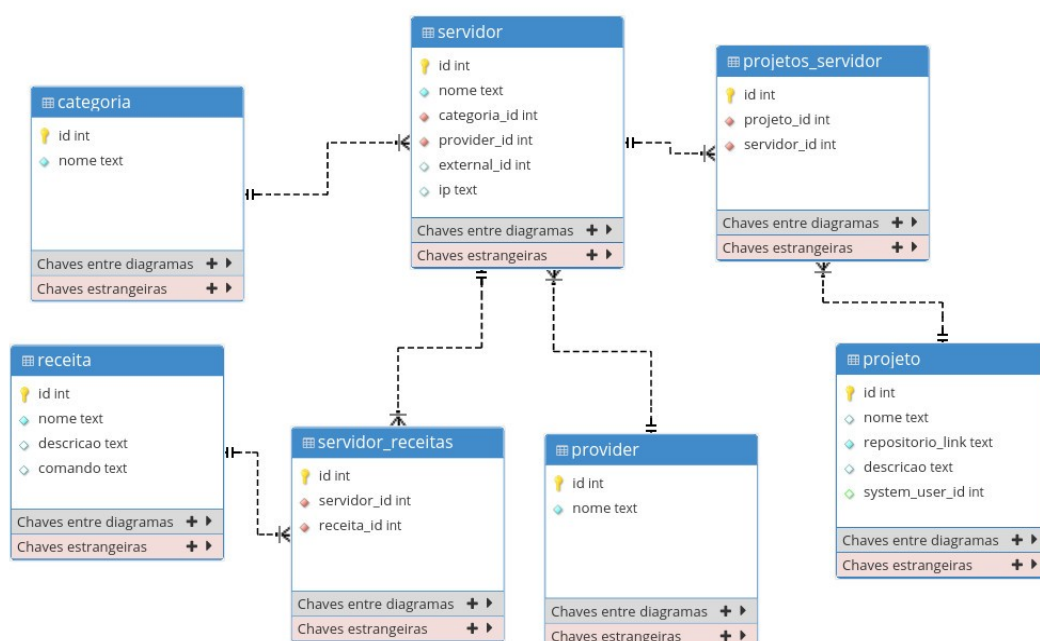 servidor
id int
nome text
categoria_id int
provider_id int
external_id int
ip text
Chaves entre diagramas
Chaves estrangeiras
projetos_servidor
id int
projeto_id int
servidor_id int
Chaves entre diagramas
Chaves estrangeiras
categoria
id int
nome text
Chaves entre diagramas
Chaves estrangeiras
receita
id int
nome text
descricao text
comando text
Chaves entre diagramas
Chaves estrangeiras
servidor_receitas
id int
servidor_id int
receita_id int
Chaves entre diagramas
Chaves estrangeiras
provider
id int
nome text
Chaves entre diagramas
Chaves estrangeiras
projeto
id int
nome text
repositorio_link text
descricao text
system_user_id int
Chaves entre diagramas
Chaves estrangeiras